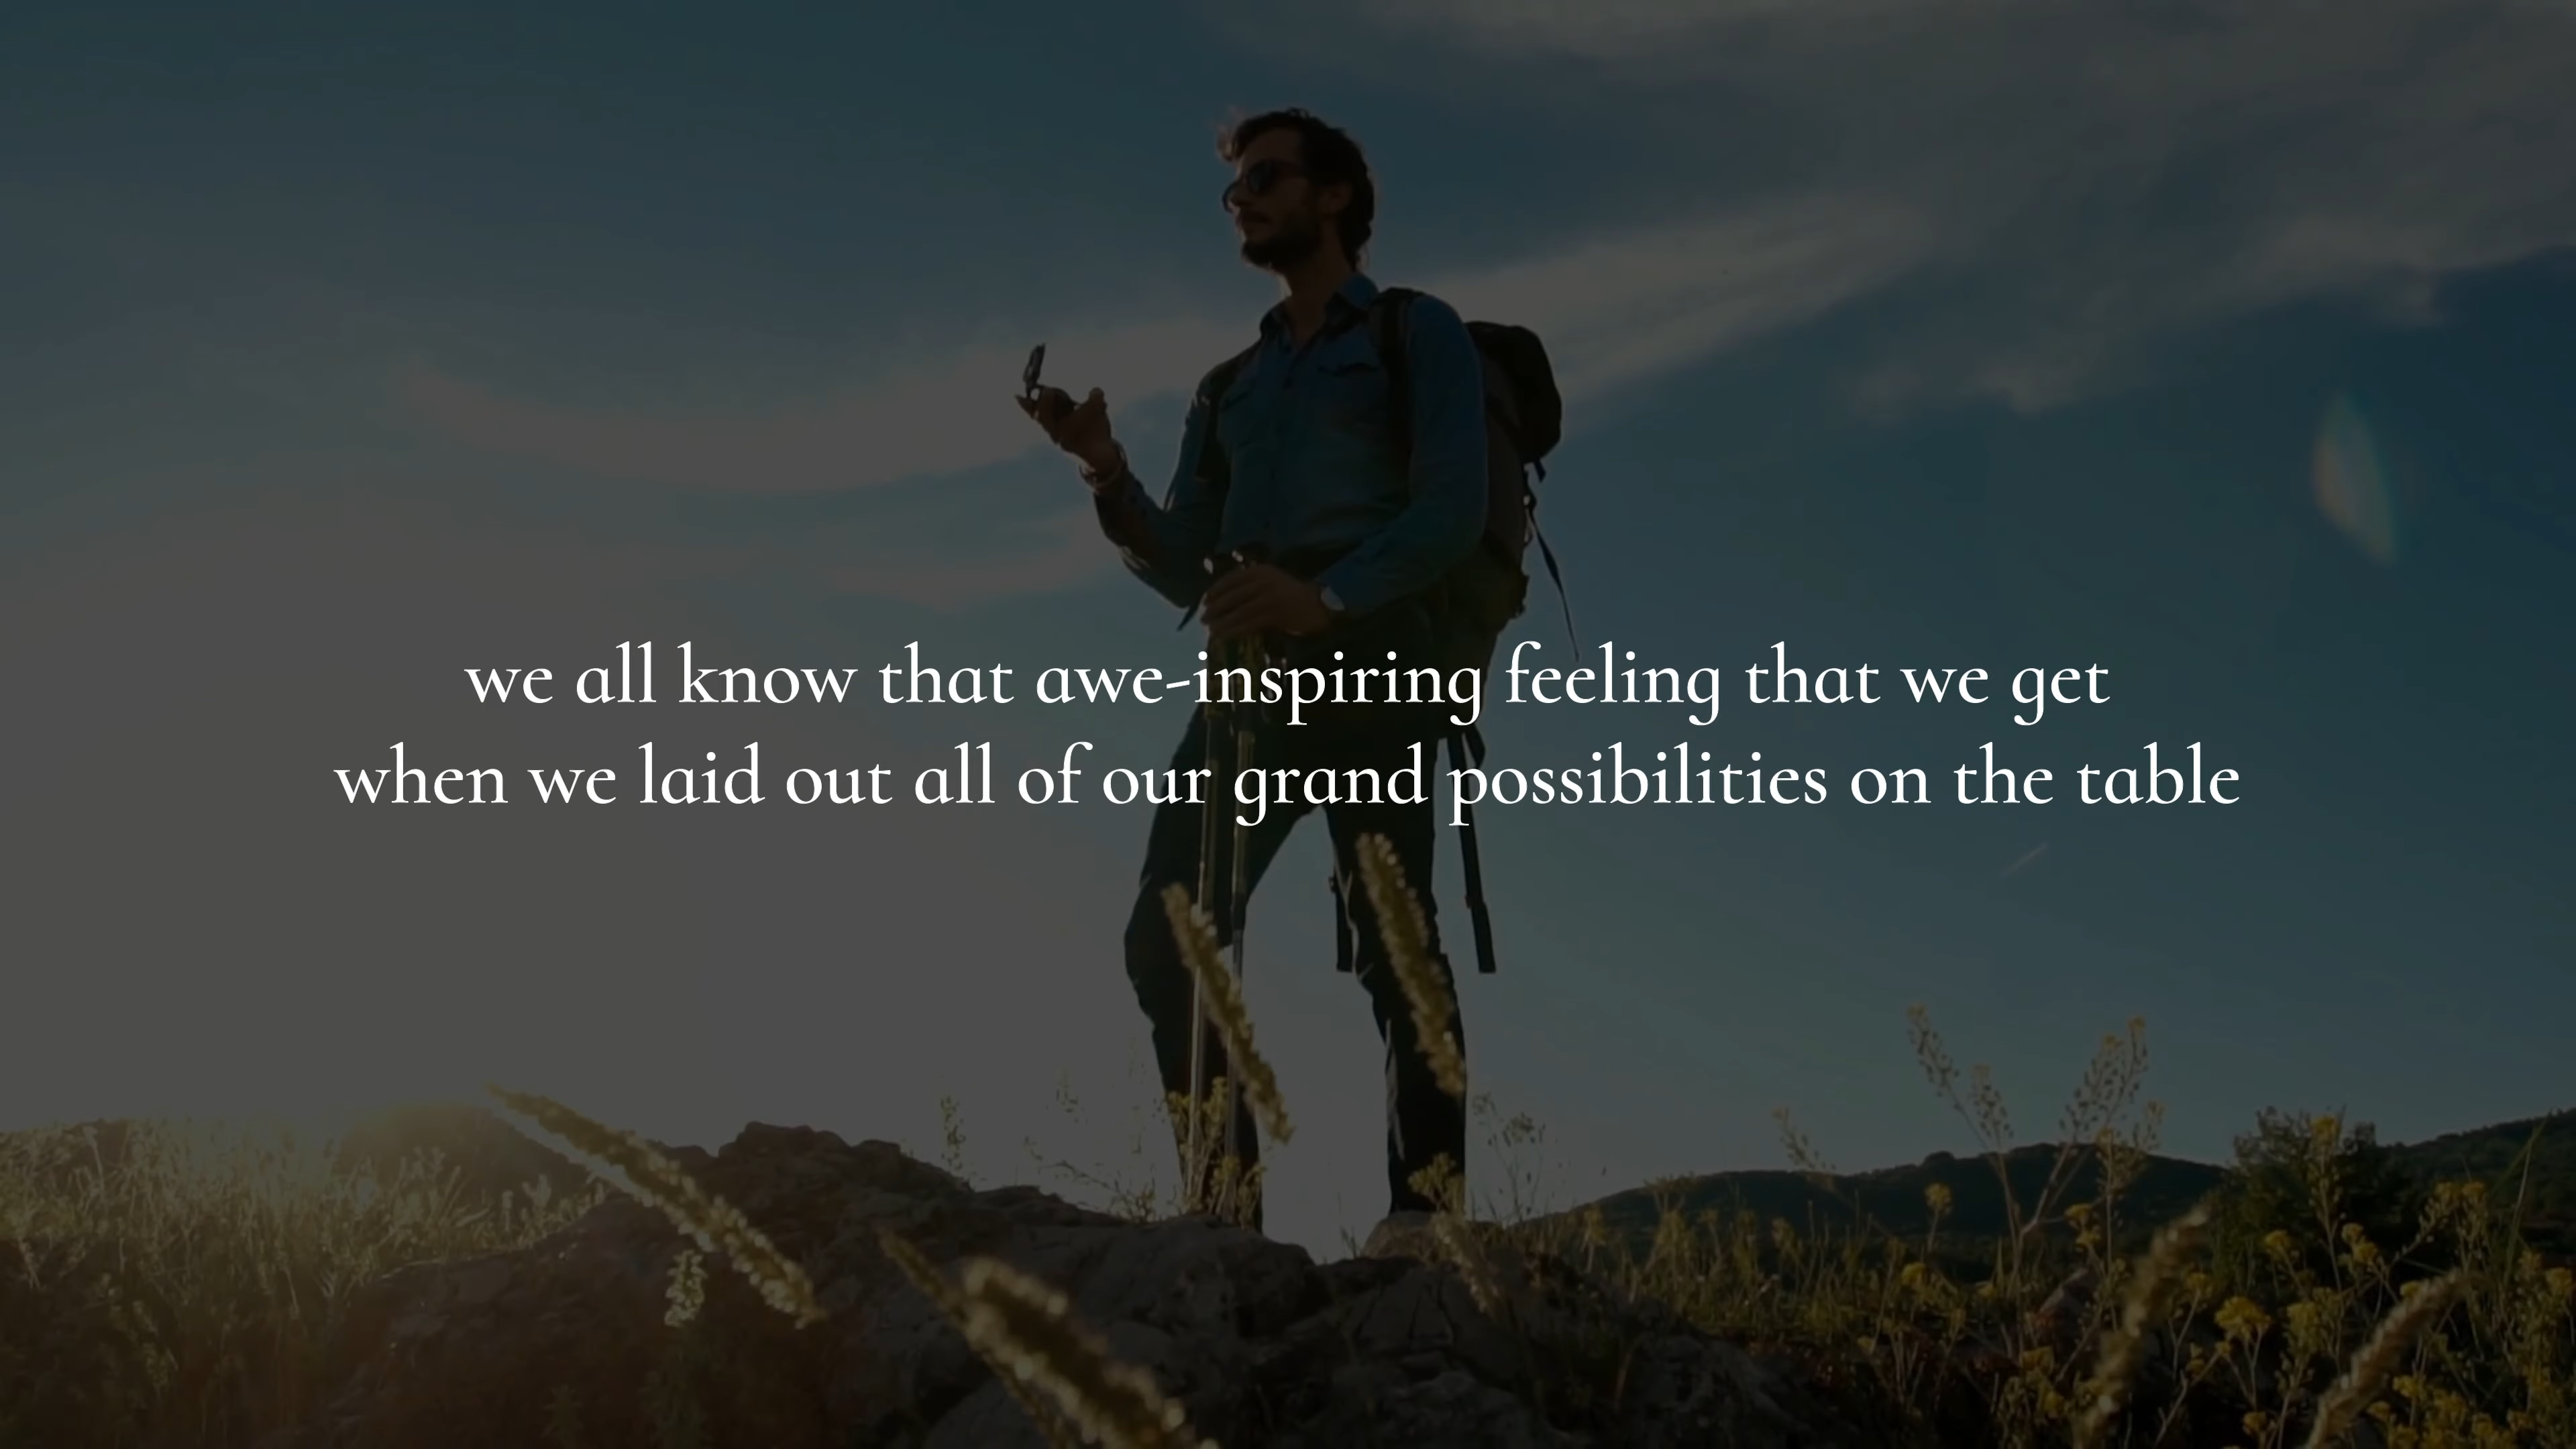 we all know that awe-inspiring feeling that we get
when we laid out all of our grand possibilities on the table